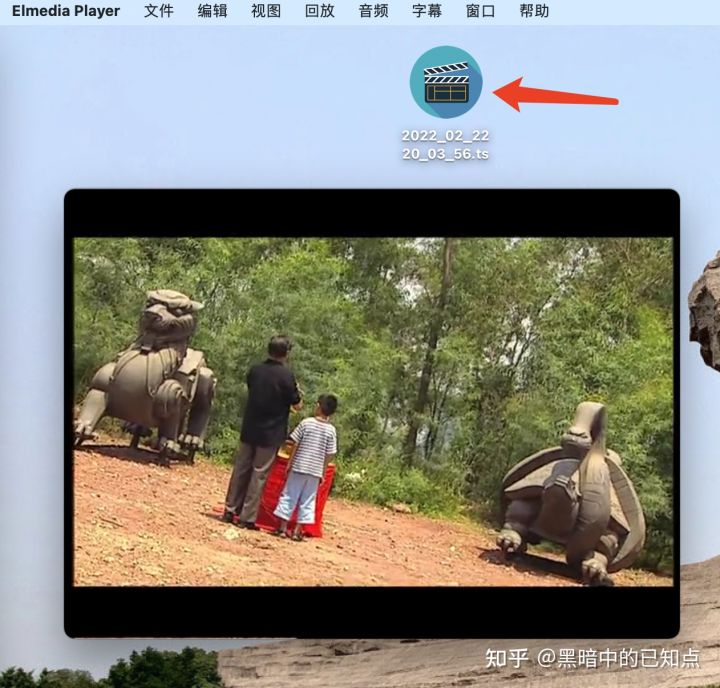 Elmedia Player 文件 编辑 视图 回放 音频 字幕 窗口 帮助
2022_02_22
20_03_56.ts
知乎 @黑暗中的已知点